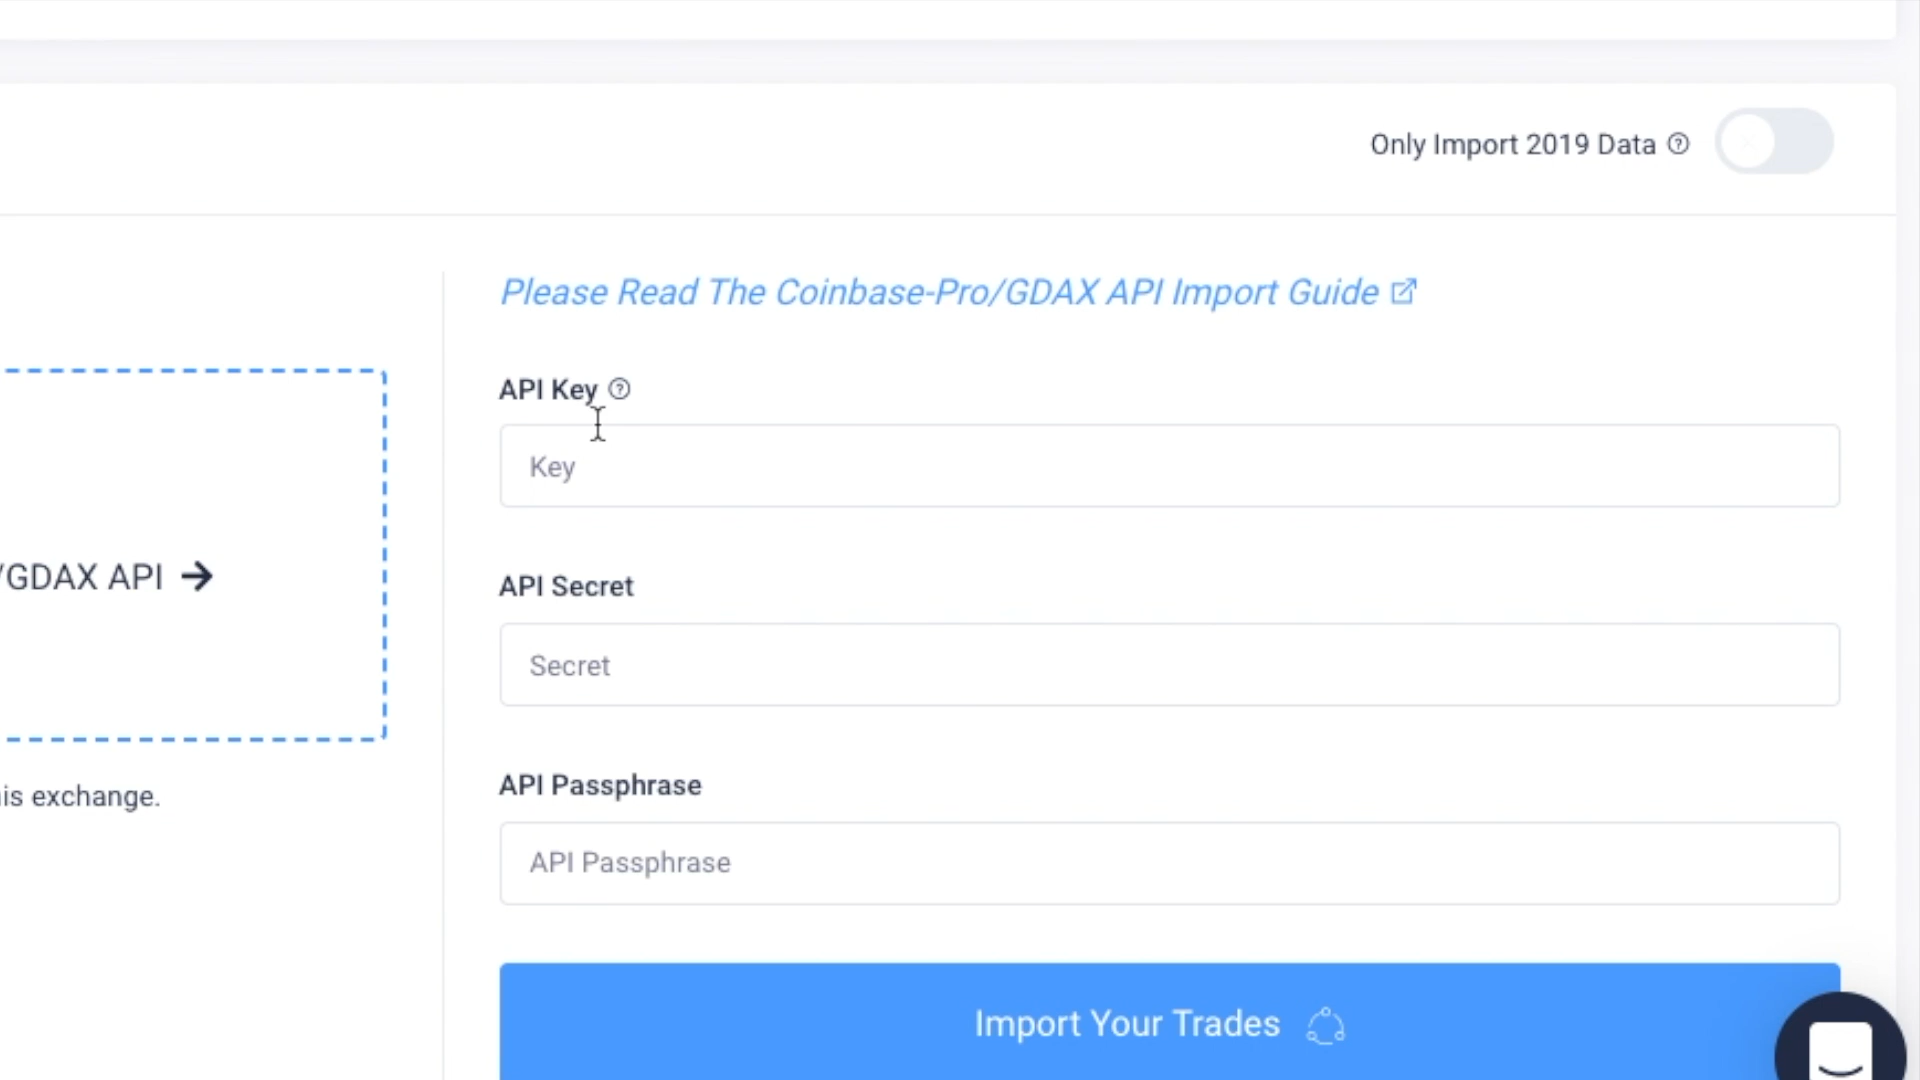 Only Import 2019 Data
Please Read The Coinbase-Pro/GDAX API Import Guide
API Key
Key
/GDAX API
API Secret
Secret
API Passphrase
is exchange.
API Passphrase
Import Your Trades